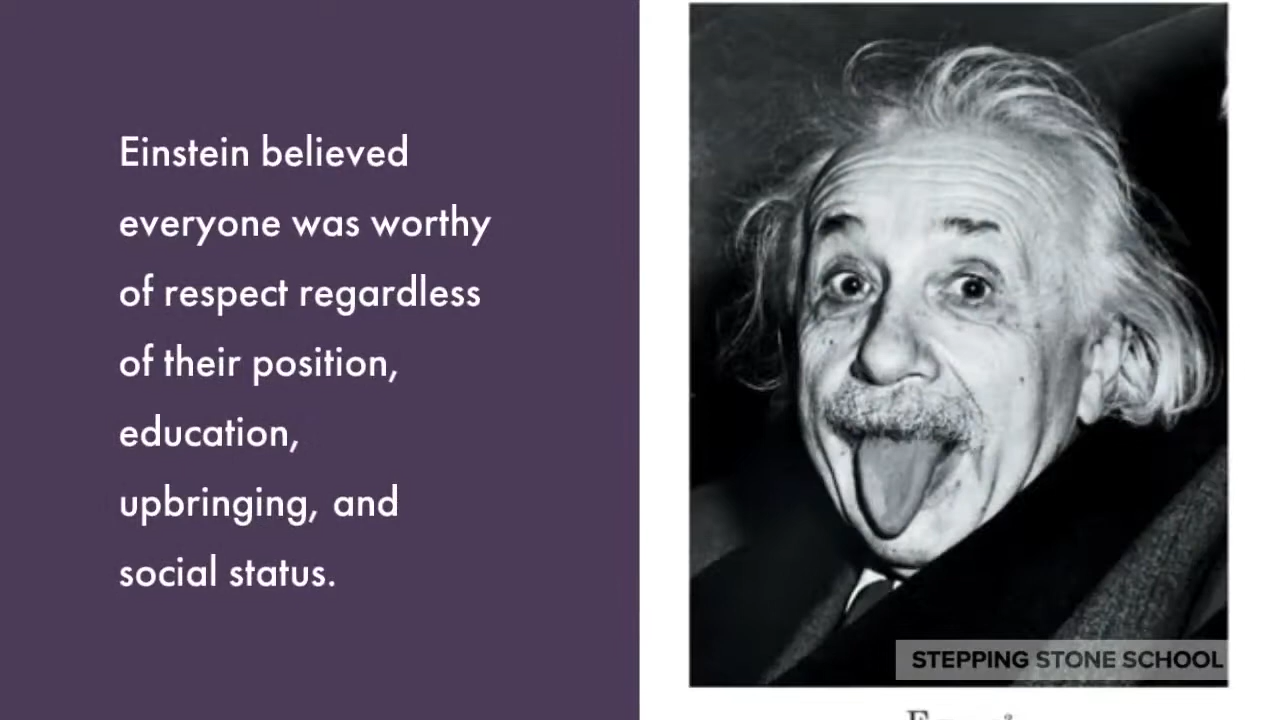 Einstein believed
everyone was worthy
of respect regardless
of their position,
education,
upbringing, and
social status.
STEPPING STONE SCHOOL